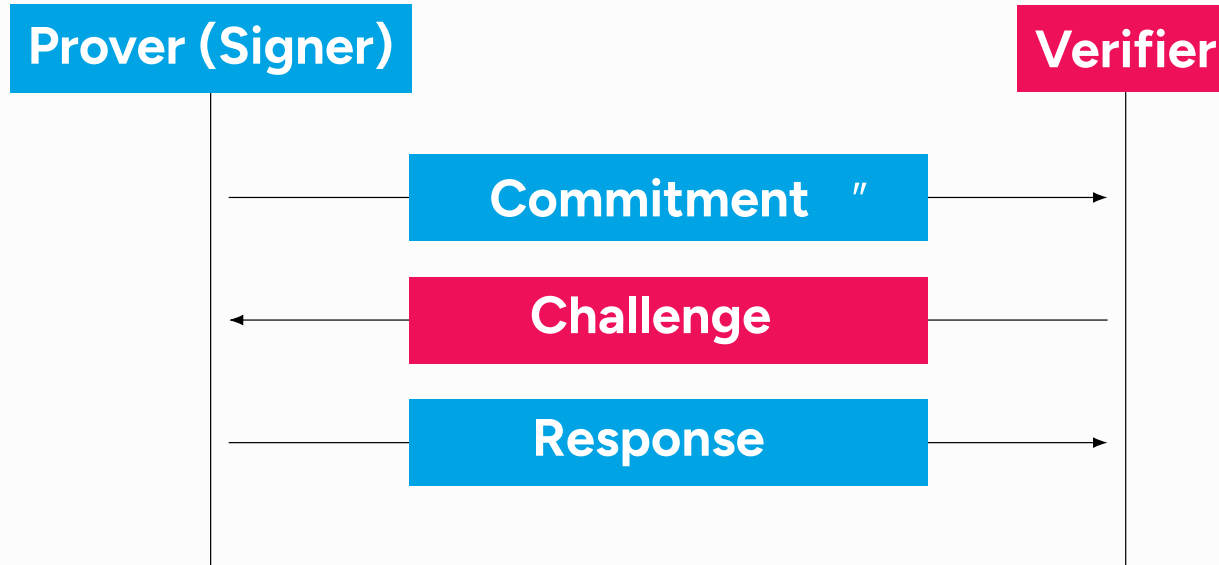 Prover (Signer)
Verifier
Commitment "
Challenge
Response